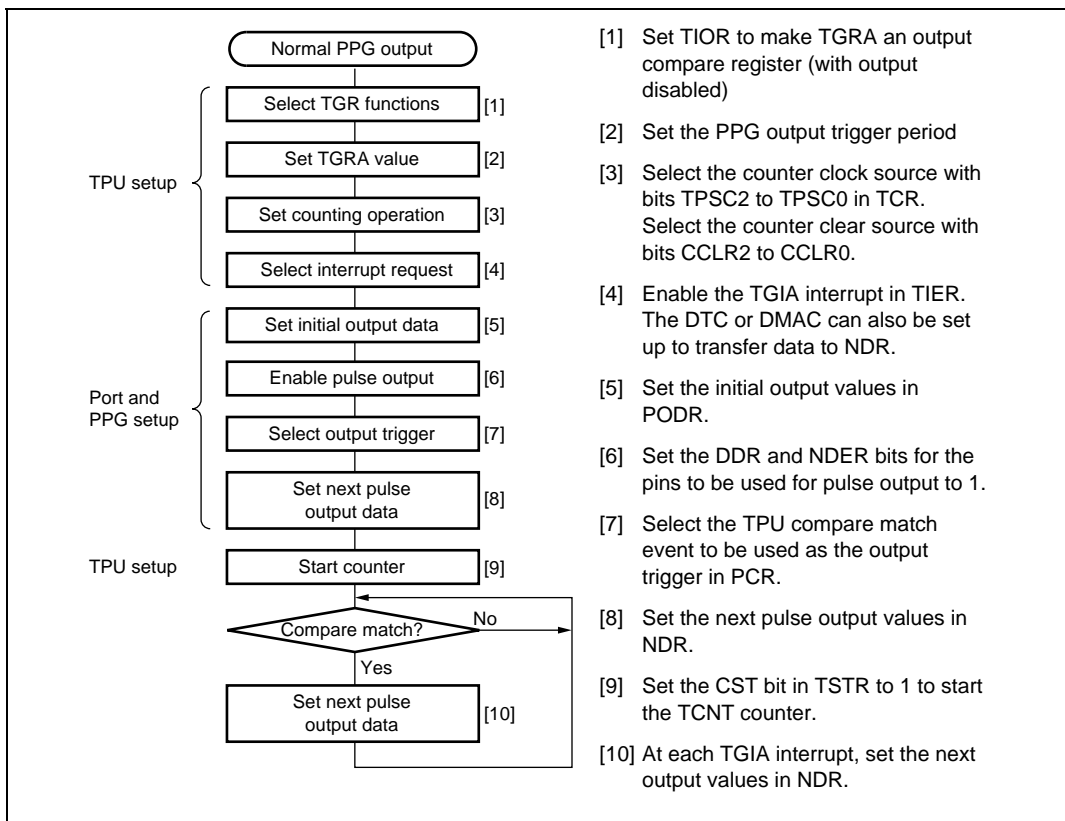 Normal PPG output
Select TGR functions [1]
Set TGRA value [2]
TPU setup
Set counting operation [3]
Select interrupt request [4]
Set initial output data [5]
Enable pulse output [6]
Port and
PPG setup
Select output trigger [7]
Set next pulse
output data
[8]
TPU setup
Start counter [9]
Compare match?
No
Yes
Set next pulse
output data
[10]
[1] Set TIOR to make TGRA an output
compare register (with output
disabled)
[2] Set the PPG output trigger period
[3] Select the counter clock source with
bits TPSC2 to TPSC0 in TCR.
Select the counter clear source with
bits CCLR2 to CCLR0.
[4] Enable the TGIA interrupt in TIER.
The DTC or DMAC can also be set
up to transfer data to NDR.
[5] Set the initial output values in
PODR.
[6] Set the DDR and NDER bits for the
pins to be used for pulse output to 1.
[7] Select the TPU compare match
event to be used as the output
trigger in PCR.
[8] Set the next pulse output values in
NDR.
[9] Set the CST bit in TSTR to 1 to start
the TCNT counter.
[10] At each TGIA interrupt, set the next
output values in NDR.